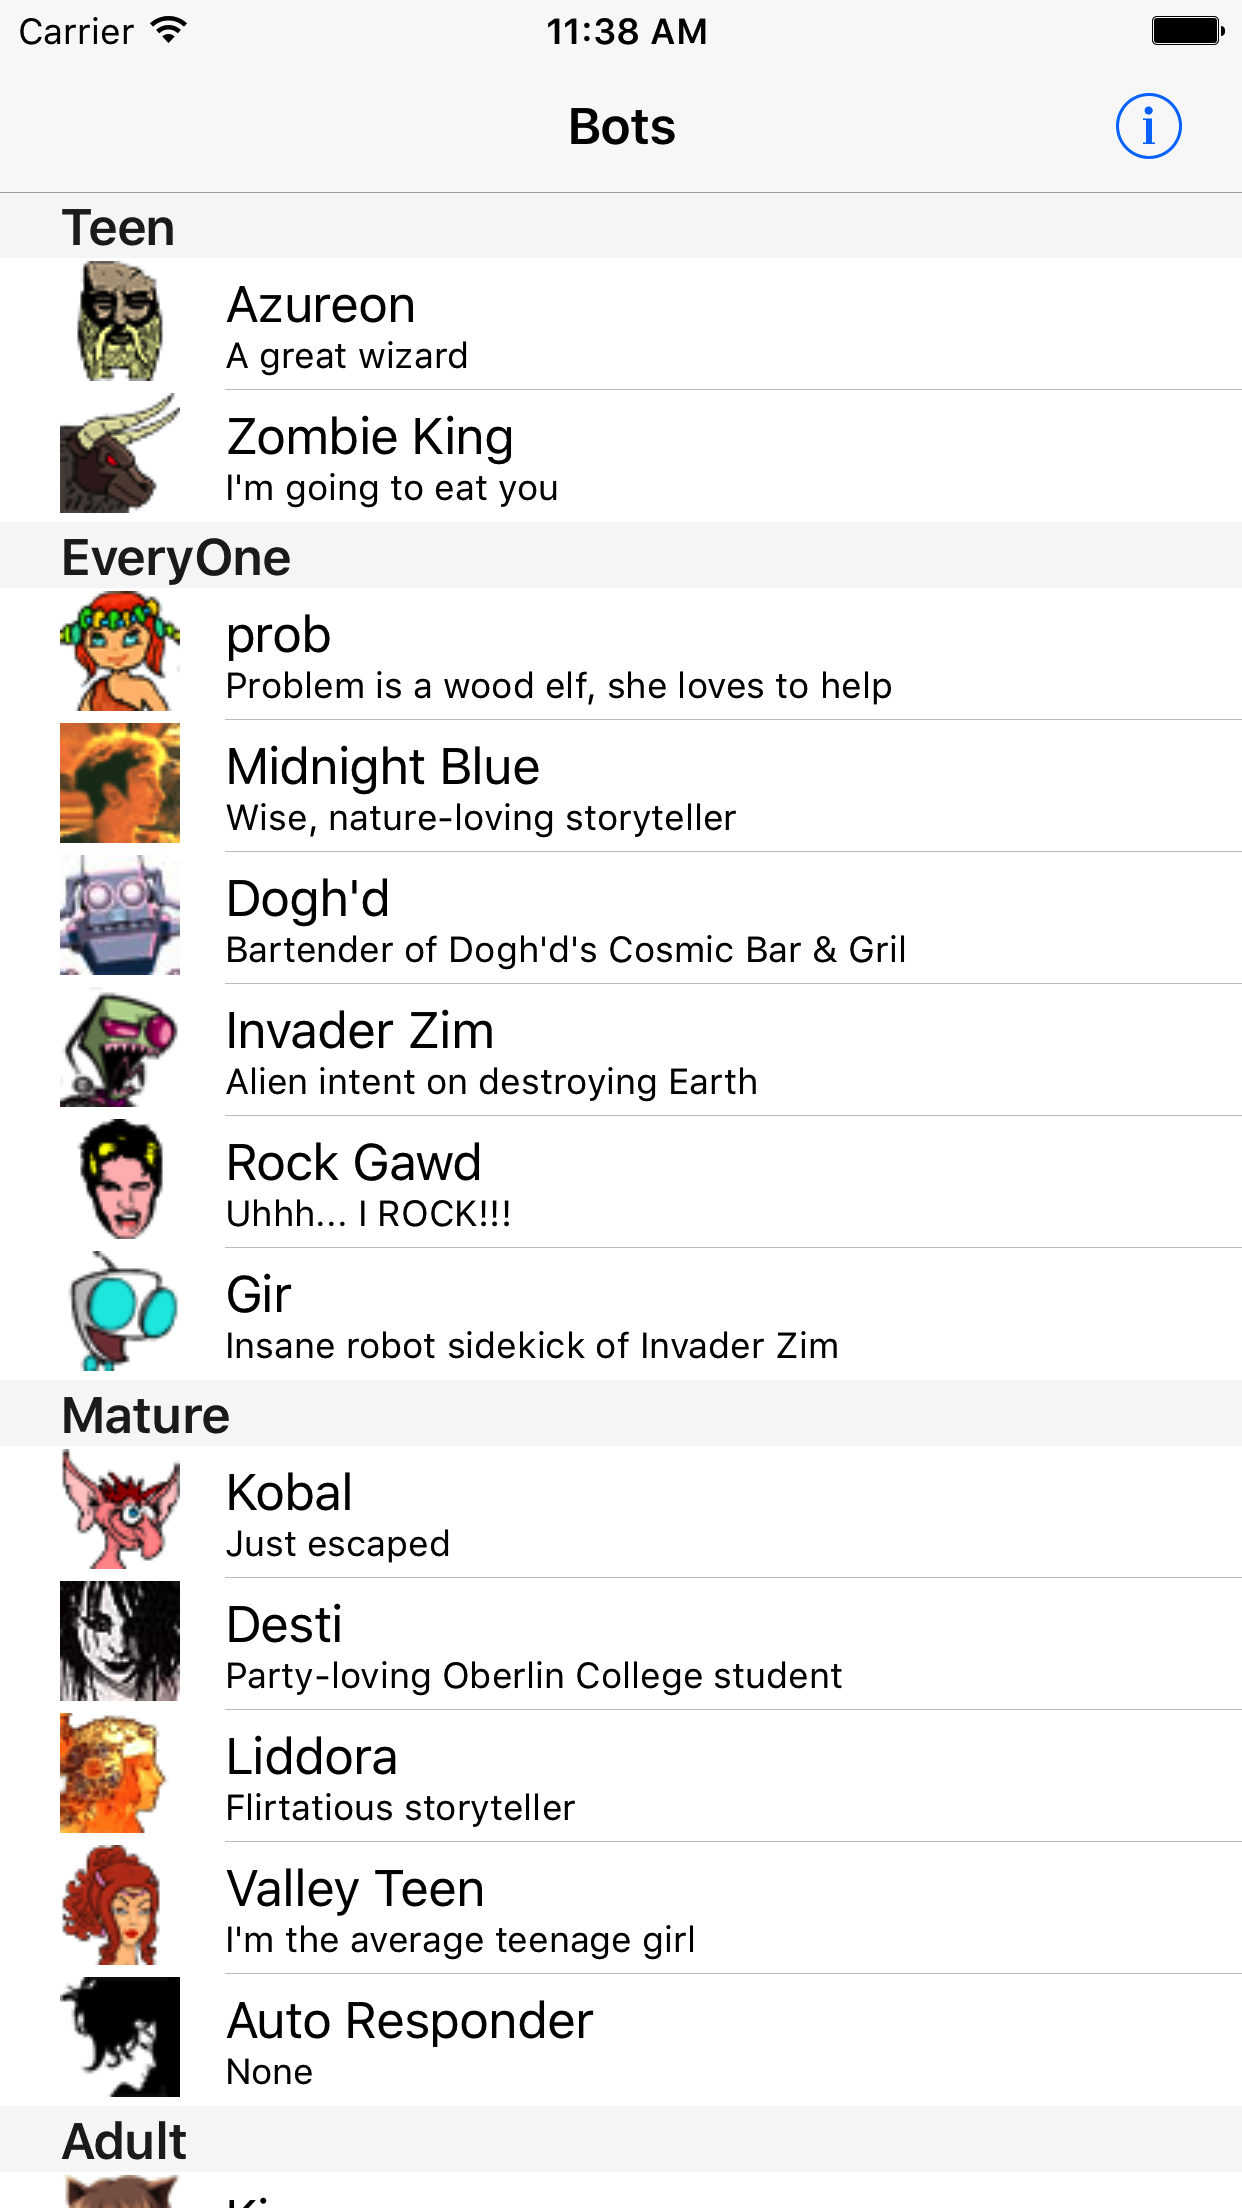 Carrier 11:38 AM
Bots
Teen
Azureon
A great wizard
Zombie King
I'm going to eat you
EveryOne
prob
Problem is a wood elf, she loves to help
Midnight Blue
Wise, nature-loving storyteller
Dogh'd
Bartender of Dogh'd's Cosmic Bar & Gril
Invader Zim
Alien intent on destroying Earth
Rock Gawd
Uhhh... I ROCK!!!
Gir
Insane robot sidekick of Invader Zim
Mature
Kobal
Just escaped
Desti
Party-loving Oberlin College student
Liddora
Flirtatious storyteller
Valley Teen
I'm the average teenage girl
Auto Responder
None
Adult